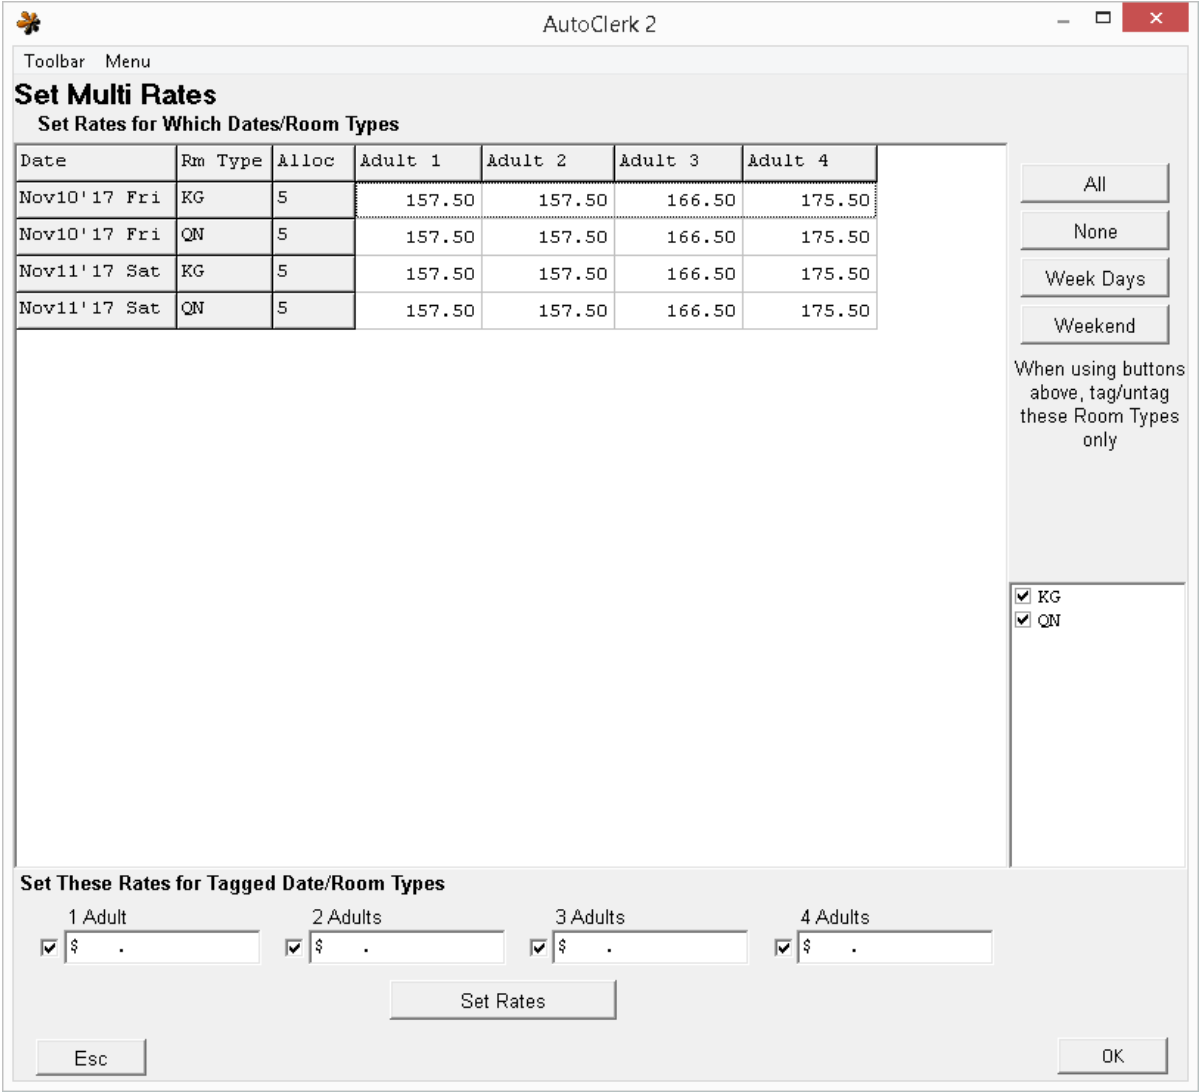 AutoClerk 2
Toolbar Menu
Set Multi Rates
Set Rates for Which Dates/Room Types
Date Rm Type Alloc Adult 1 Adult 2 Adult 3 Adult 4
Nov10'17 Fri KG 5 157.50 157.50 166.50 175.50
Nov10'17 Fri QN 5 157.50 157.50 166.50 175.50
Nov11'17 Sat KG 5 157.50 157.50 166.50 175.50
Nov11'17 Sat QN 5 157.50 157.50 166.50 175.50
All
None
Week Days
Weekend
When using buttons
above, tag/untag
these Room Types
only
KG
QN
Set These Rates for Tagged Date/Room Types
1 Adult 2 Adults 3 Adults 4 Adults
$ . $ . $ . $ .
Set Rates
Esc OK